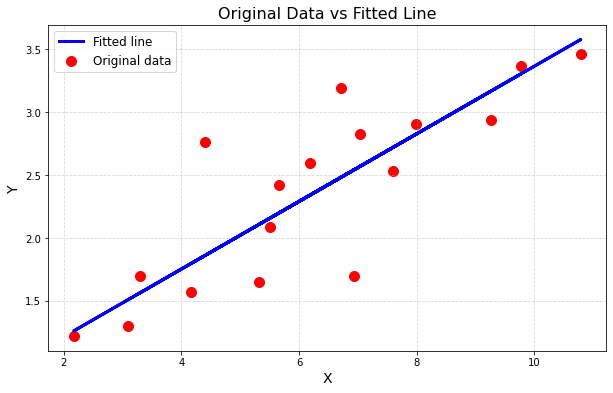 Original Data vs Fitted Line
Fitted line
Original data
3.5
3.0
2.5
2.0
1.5
Y
2 4 6 8 10
X